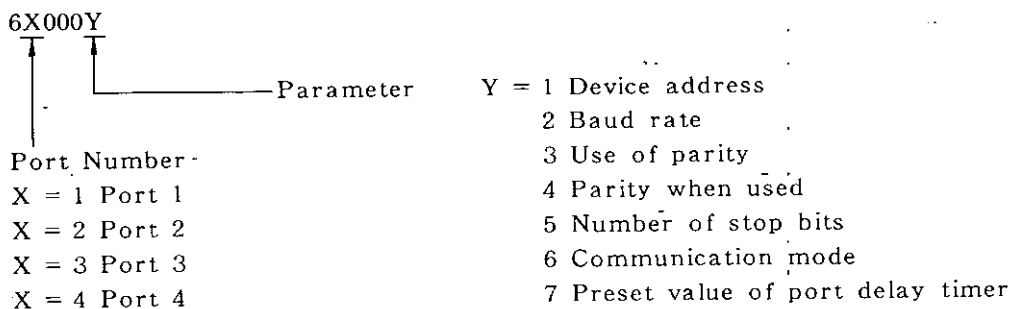 6X000Y
Parameter
Port Number
X = 1 Port 1
X = 2 Port 2
X = 3 Port 3
X = 4 Port 4
Y = 1 Device address
2 Baud rate
3 Use of parity
4 Parity when used
5 Number of stop bits
6 Communication mode
7 Preset value of port delay timer